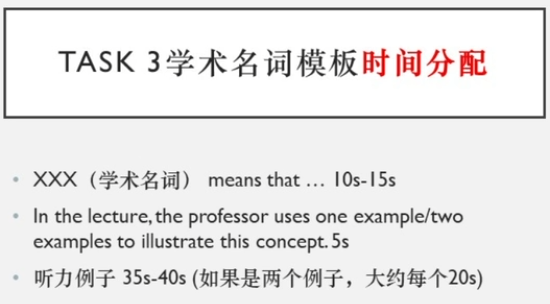 TASK 3学术名词模板时间分配
• XXX（学术名词） means that … 10s-15s
• In the lecture, the professor uses one example/two
examples to illustrate this concept. 5s
• 听力例子 35s-40s (如果是两个例子，大约每个20s)